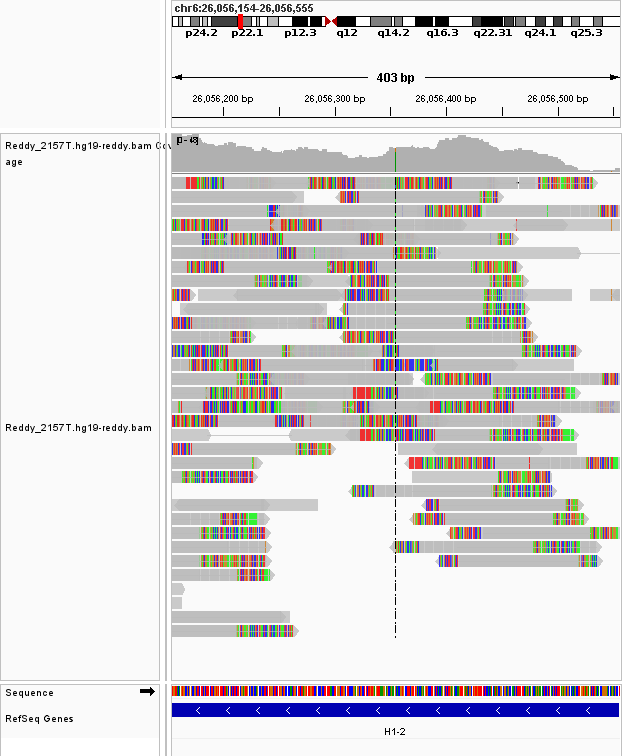 chr6:26,056,154-26,056,555
p24.2 p22.1 p12.3 q12 q14.2 q16.3 q22.31 q24.1 q25.3
403 bp
26,056,200 bp 26,056,300 bp 26,056,400 bp 26,056,500 bp
Reddy_2157T.hg19-reddy.bam Cov
age
Reddy_2157T.hg19-reddy.bam
Sequence
RefSeq Genes
H1-2